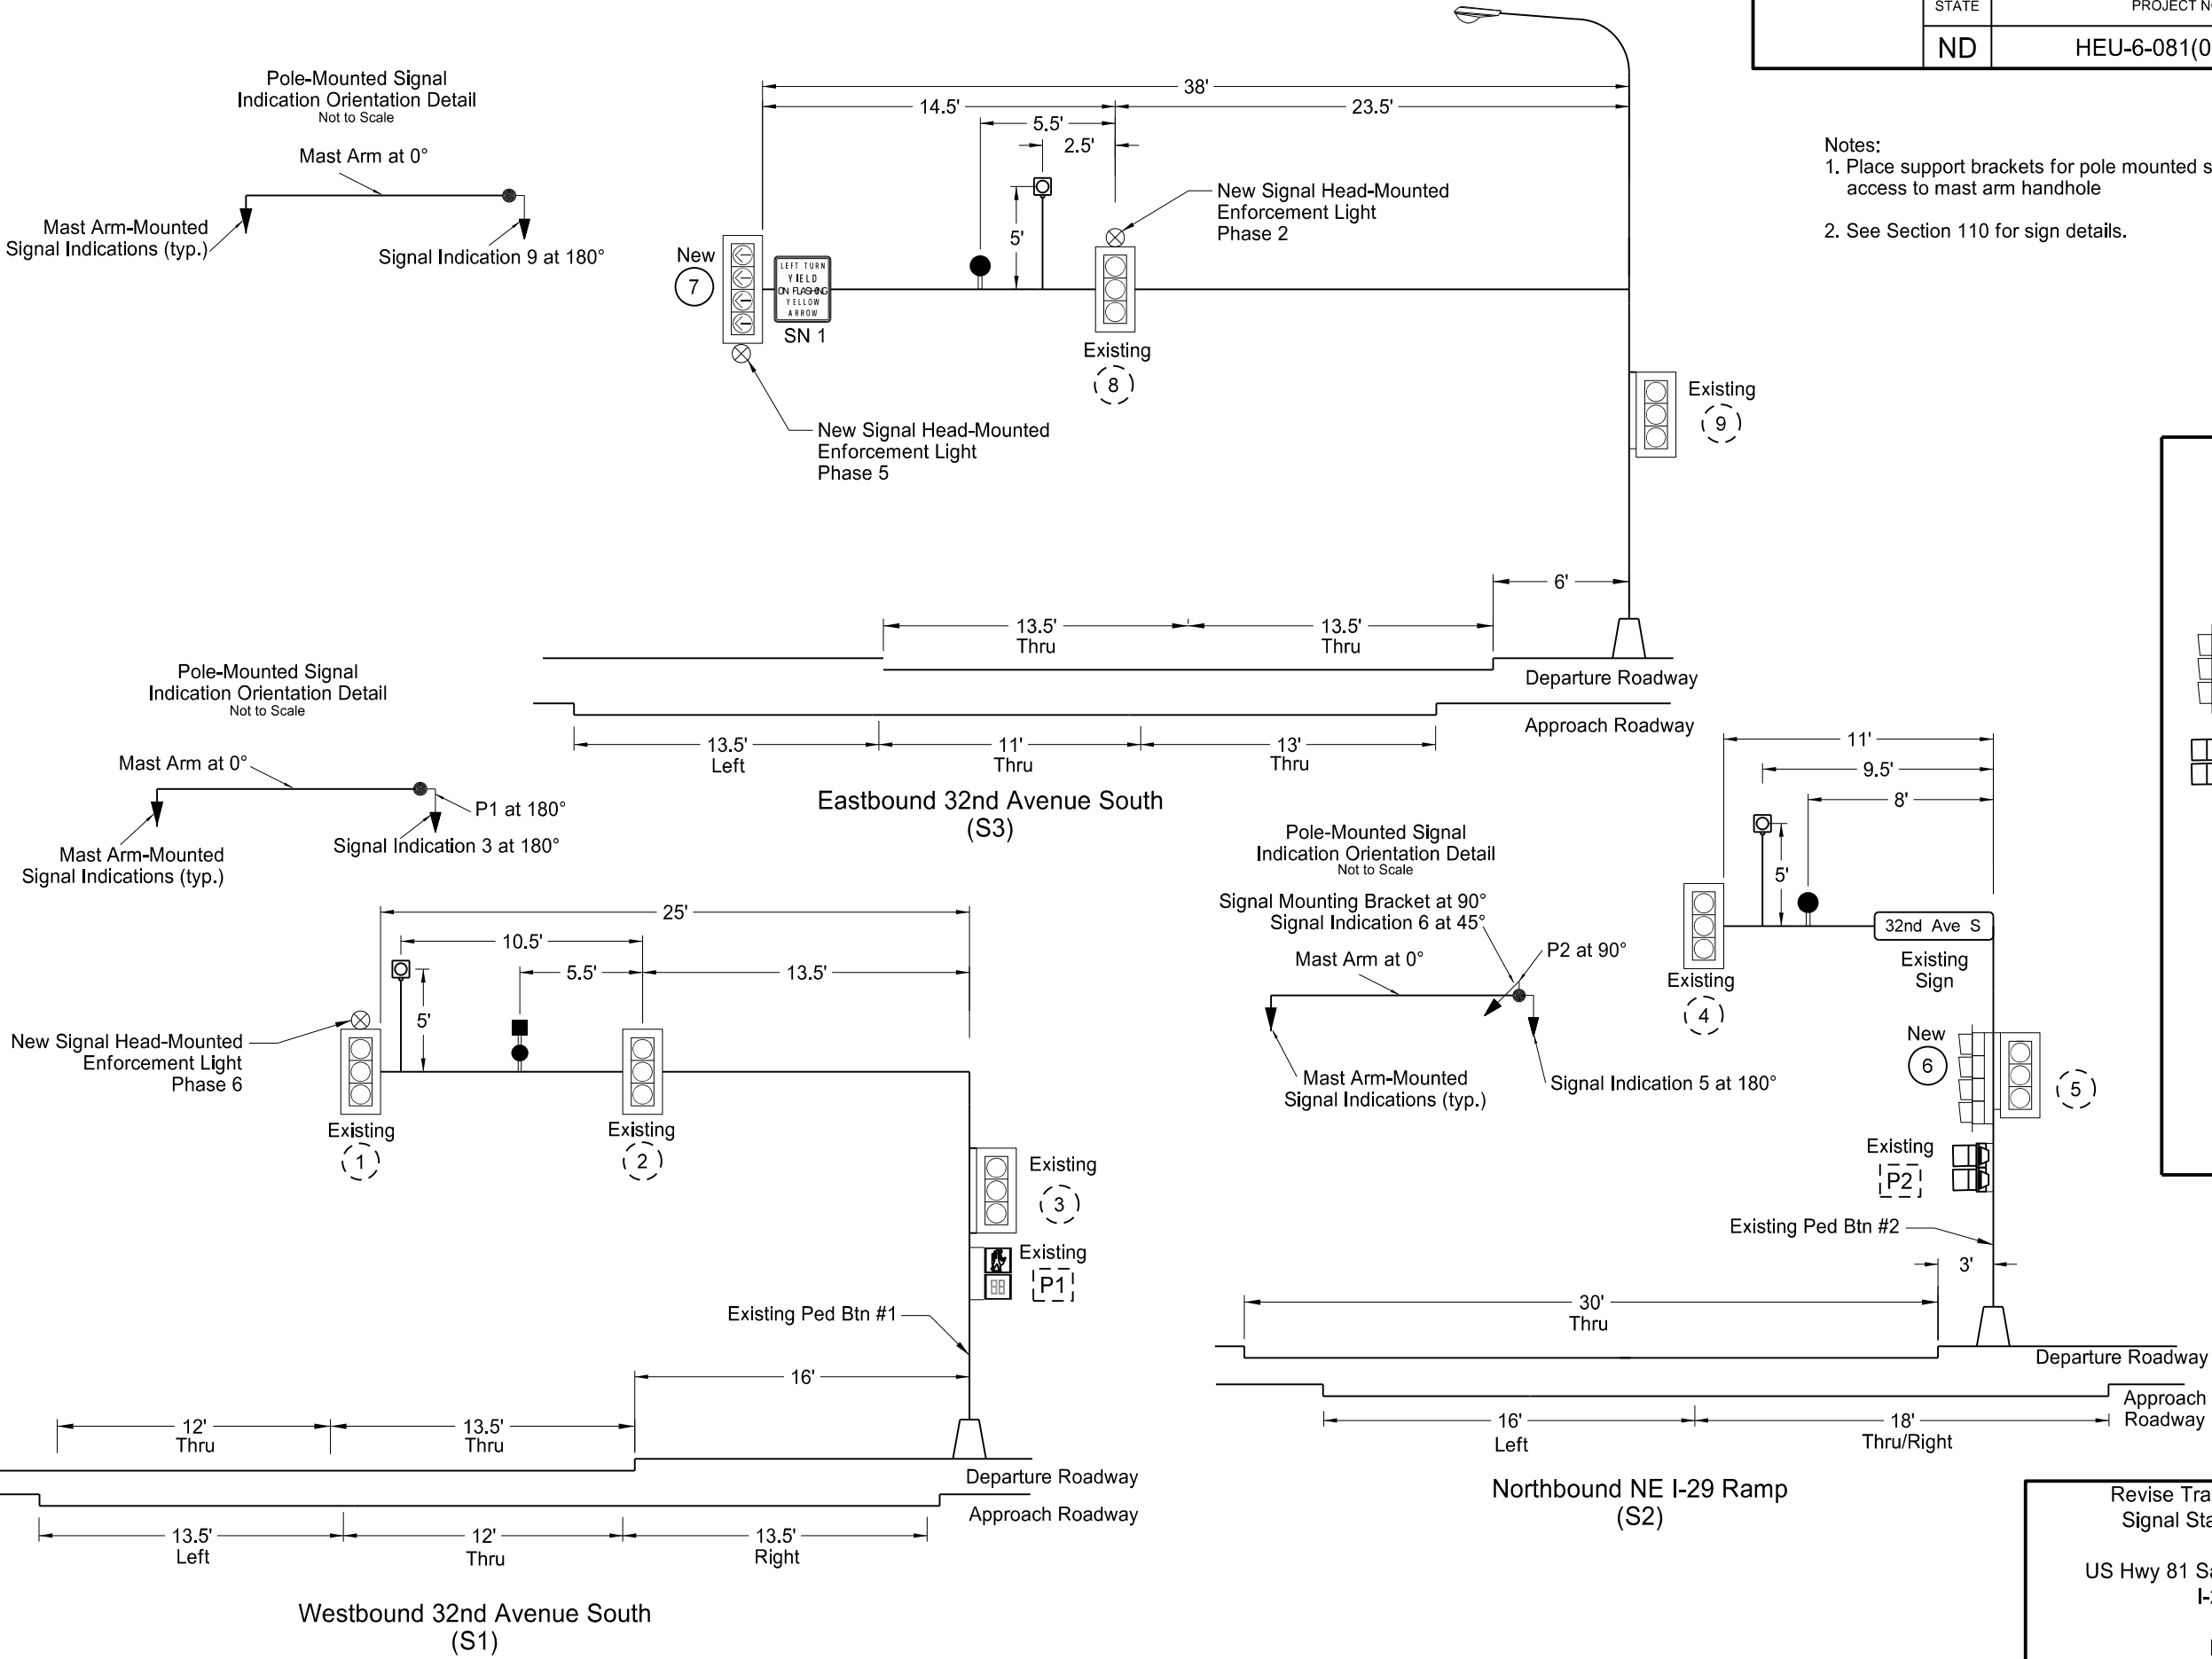 STATE
PROJECT N
ND
HEU-6-081(0
Notes:
1. Place support brackets for pole mounted s
access to mast arm handhole
2. See Section 110 for sign details.
Pole-Mounted Signal
Indication Orientation Detail
Not to Scale
Mast Arm at 0°
Mast Arm-Mounted
Signal Indications (typ.)
Signal Indication 9 at 180°
38'
14.5'
23.5'
5.5'
2.5'
5'
New Signal Head-Mounted
Enforcement Light
Phase 2
New
7
LEFT TURN
YIELD
ON FLASHING
YELLOW
ARROW
SN 1
Existing
8
New Signal Head-Mounted
Enforcement Light
Phase 5
Existing
9
6'
13.5'
Thru
13.5'
Thru
Departure Roadway
Approach Roadway
13.5'
Left
11'
Thru
13'
Thru
Eastbound 32nd Avenue South
(S3)
Pole-Mounted Signal
Indication Orientation Detail
Not to Scale
Mast Arm at 0°
P1 at 180°
Signal Indication 3 at 180°
Mast Arm-Mounted
Signal Indications (typ.)
25'
10.5'
5.5'
13.5'
5'
New Signal Head-Mounted
Enforcement Light
Phase 6
Existing
1
Existing
2
Existing
3
Existing
P1
Existing Ped Btn #1
16'
12'
Thru
13.5'
Thru
Departure Roadway
Approach Roadway
13.5'
Left
12'
Thru
13.5'
Right
Westbound 32nd Avenue South
(S1)
Pole-Mounted Signal
Indication Orientation Detail
Not to Scale
Signal Mounting Bracket at 90°
Signal Indication 6 at 45°
Mast Arm at 0°
P2 at 90°
Mast Arm-Mounted
Signal Indications (typ.)
Signal Indication 5 at 180°
11'
9.5'
8'
5'
32nd Ave S
Existing
Sign
Existing
4
New
6
5
Existing
P2
Existing Ped Btn #2
3'
30'
Thru
Departure Roadway
Approach
Roadway
16'
Left
18'
Thru/Right
Northbound NE I-29 Ramp
(S2)
Revise Tra
Signal Sta
US Hwy 81 Sa